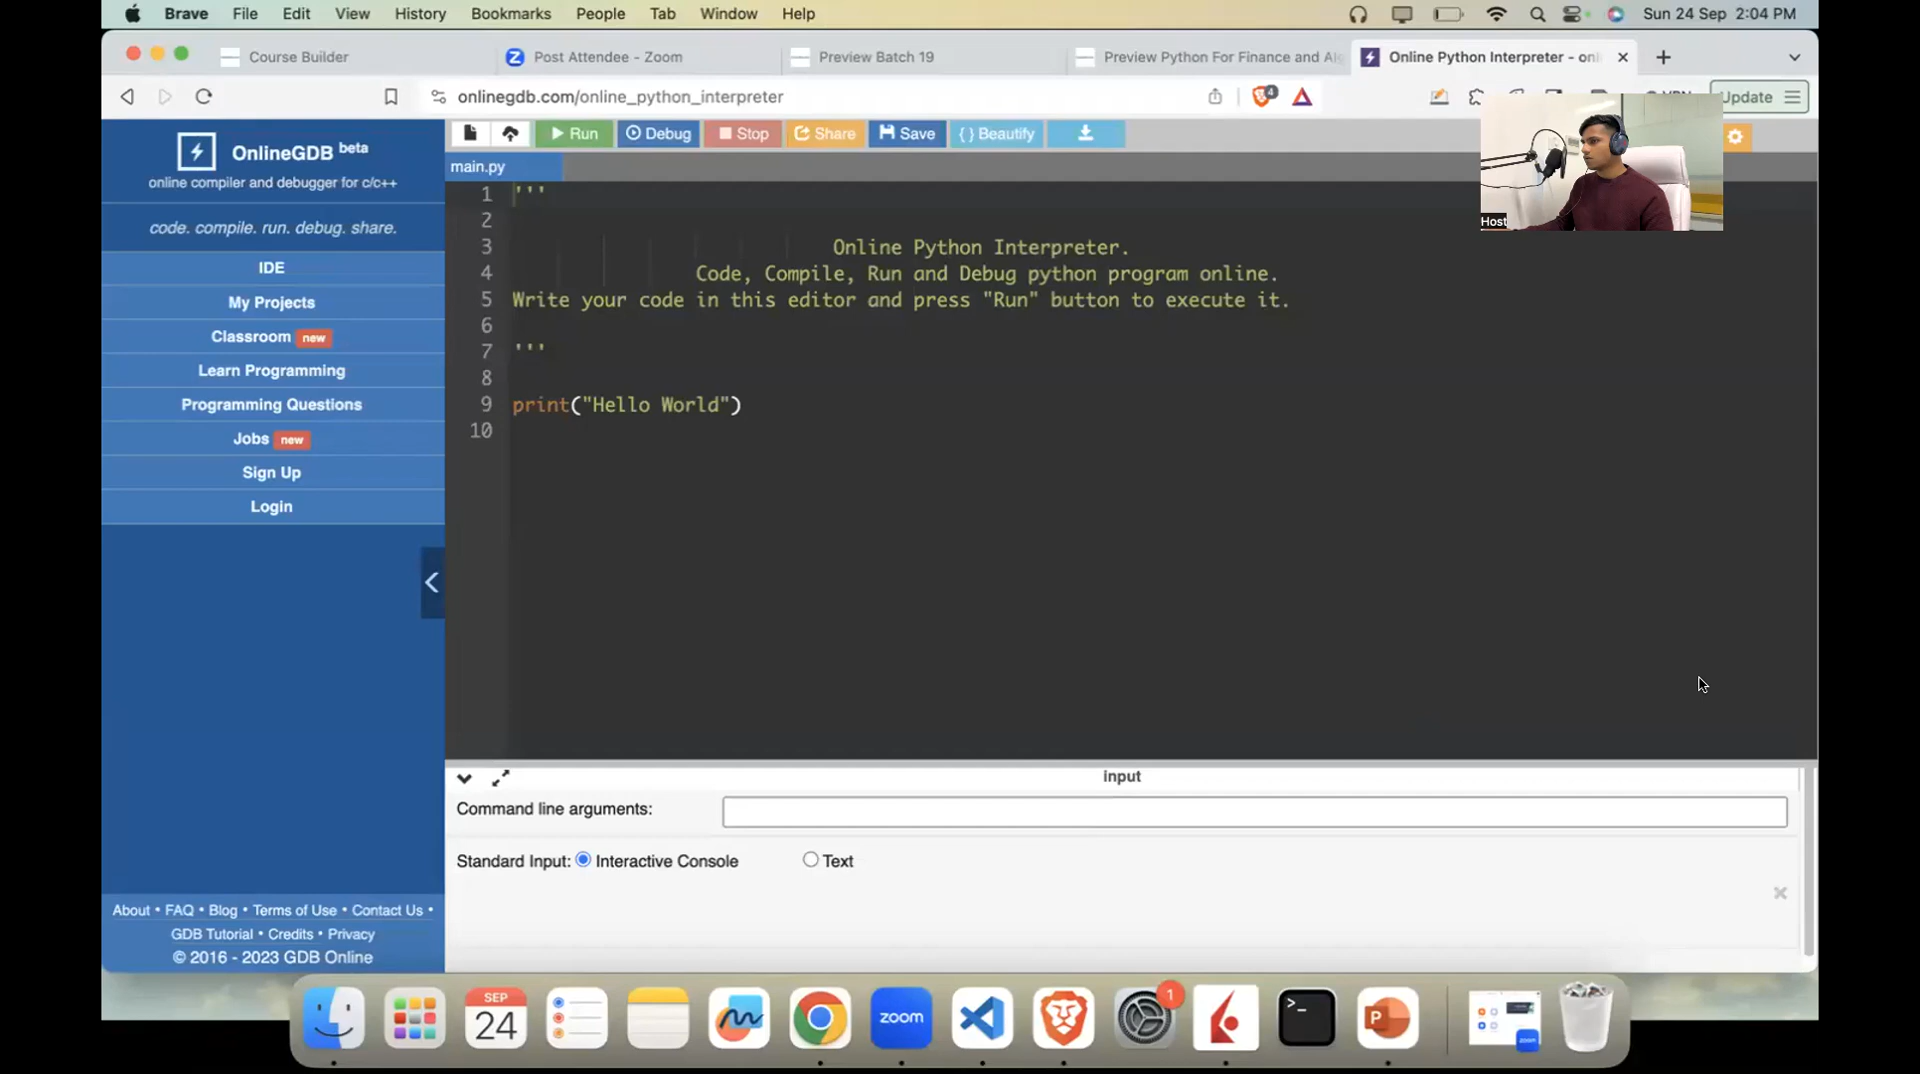 Brave File Edit View History Bookmarks People Tab Window Help Sun 24 Sep 2:04 PM
Course Builder Post Attendee - Zoom Preview Batch 19 Preview Python For Finance and Alg Online Python Interpreter - onl
onlinegdb.com/online_python_interpreter 4 VPN Update
OnlineGDB beta
online compiler and debugger for c/c++
code. compile. run. debug. share.
IDE
My Projects
Classroom new
Learn Programming
Programming Questions
Jobs new
Sign Up
Login
About • FAQ • Blog • Terms of Use • Contact Us •
GDB Tutorial • Credits • Privacy
© 2016 - 2023 GDB Online
Run Debug Stop Share Save { } Beautify
Host
main.py
1 '''
2
3 Online Python Interpreter.
4 Code, Compile, Run and Debug python program online.
5 Write your code in this editor and press "Run" button to execute it.
6
7 '''
8
9 print("Hello World")
10
input
Command line arguments:
Standard Input: Interactive Console Text
SEP
24
zoom
1
>_
P
zoom